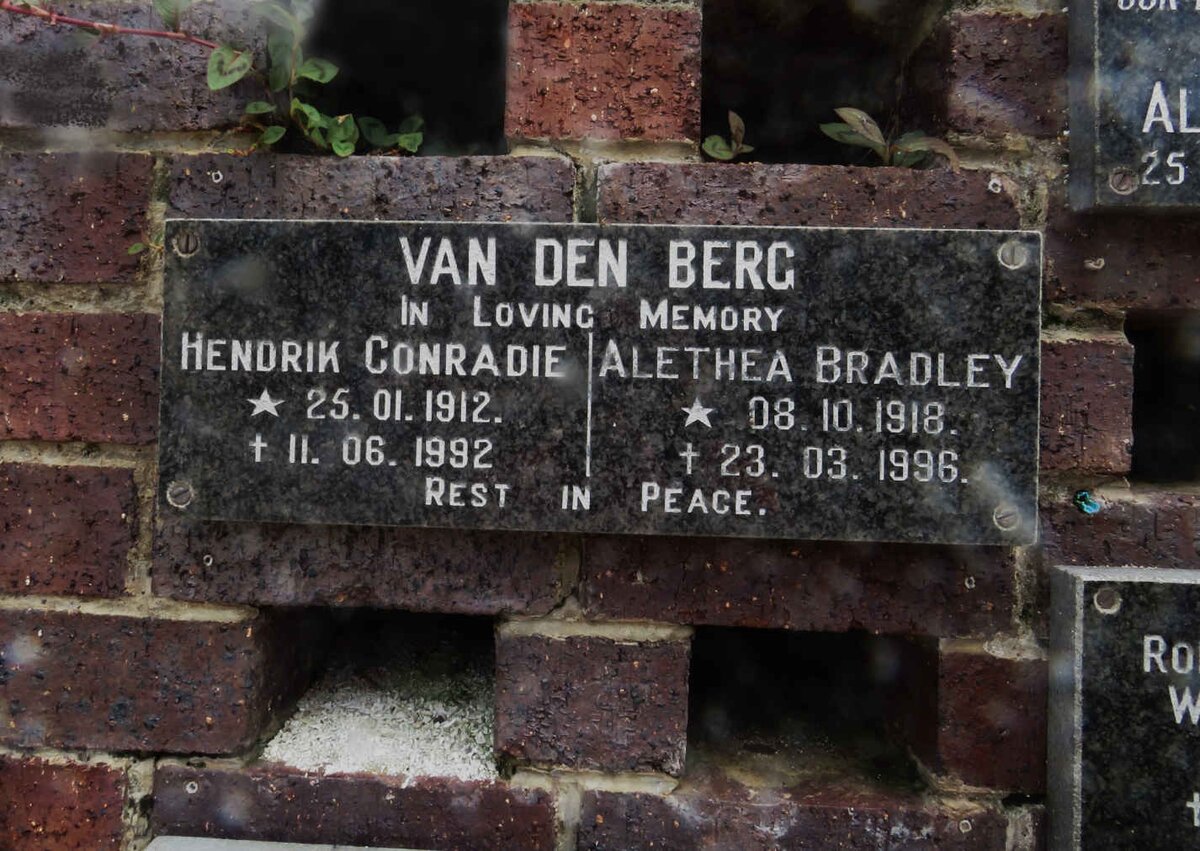 VAN DEN BERG
IN LOVING MEMORY
HENDRIK CONRADIE
★ 25.01.1912.
✝ 11.06.1992
ALETHEA BRADLEY
★ 08.10.1918.
✝ 23.03.1996.
REST IN PEACE.
25